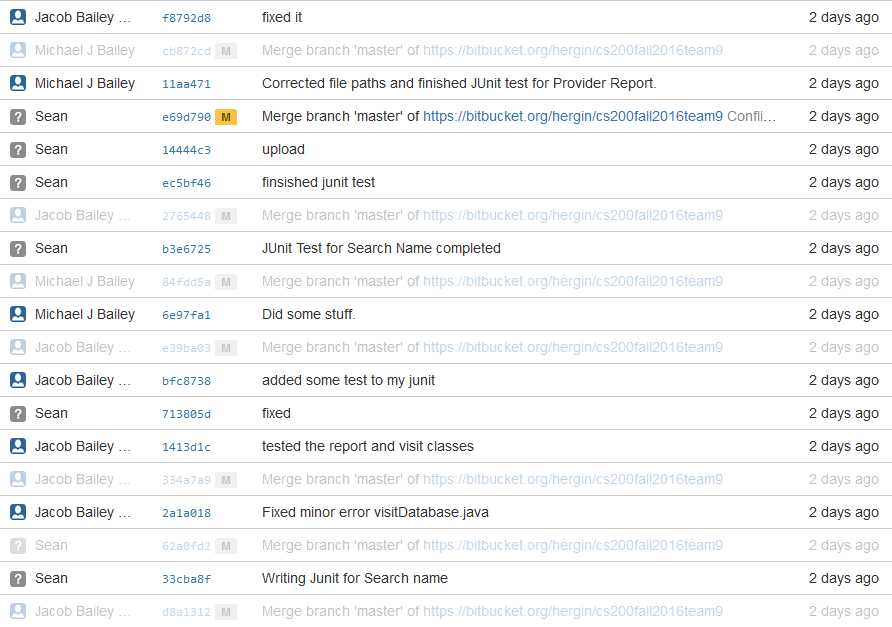 Jacob Bailey ... f8792d8 fixed it 2 days ago
Michael J Bailey cb872cd M Merge branch 'master' of https://bitbucket.org/hergin/cs200fall2016team9 2 days ago
Michael J Bailey 11aa471 Corrected file paths and finished JUnit test for Provider Report. 2 days ago
Sean e69d790 M Merge branch 'master' of https://bitbucket.org/hergin/cs200fall2016team9 Confli... 2 days ago
Sean 14444c3 upload 2 days ago
Sean ec5bf46 finsished junit test 2 days ago
Jacob Bailey ... 2765448 M Merge branch 'master' of https://bitbucket.org/hergin/cs200fall2016team9 2 days ago
Sean b3e6725 JUnit Test for Search Name completed 2 days ago
Michael J Bailey 84fdd5a M Merge branch 'master' of https://bitbucket.org/hergin/cs200fall2016team9 2 days ago
Michael J Bailey 6e97fa1 Did some stuff. 2 days ago
Jacob Bailey ... e39ba03 M Merge branch 'master' of https://bitbucket.org/hergin/cs200fall2016team9 2 days ago
Jacob Bailey ... bfc8738 added some test to my junit 2 days ago
Sean 713805d fixed 2 days ago
Jacob Bailey ... 1413d1c tested the report and visit classes 2 days ago
Jacob Bailey ... 334a7a9 M Merge branch 'master' of https://bitbucket.org/hergin/cs200fall2016team9 2 days ago
Jacob Bailey ... 2a1a018 Fixed minor error visitDatabase.java 2 days ago
Sean 62a0fd2 M Merge branch 'master' of https://bitbucket.org/hergin/cs200fall2016team9 2 days ago
Sean 33cba8f Writing Junit for Search name 2 days ago
Jacob Bailey ... d8a1312 M Merge branch 'master' of https://bitbucket.org/hergin/cs200fall2016team9 2 days ago